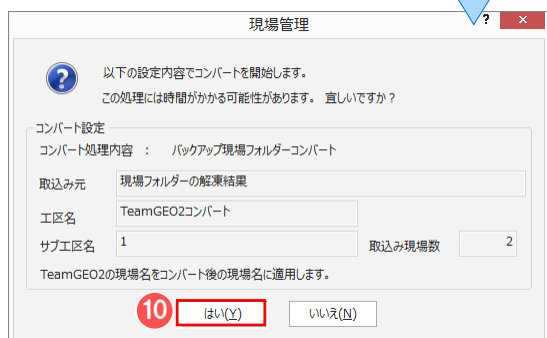 現場管理
? ×
以下の設定内容でコンバートを開始します。
この処理には時間がかかる可能性があります。 宜しいですか?
コンバート設定
コンバート処理内容 : バックアップ現場フォルダーコンバート
取込み元 現場フォルダーの解凍結果
工区名 TeamGEO2コンバート
サブ工区名 1 取込み現場数 2
TeamGEO2の現場名をコンバート後の現場名に適用します。
10 はい(Y) いいえ(N)